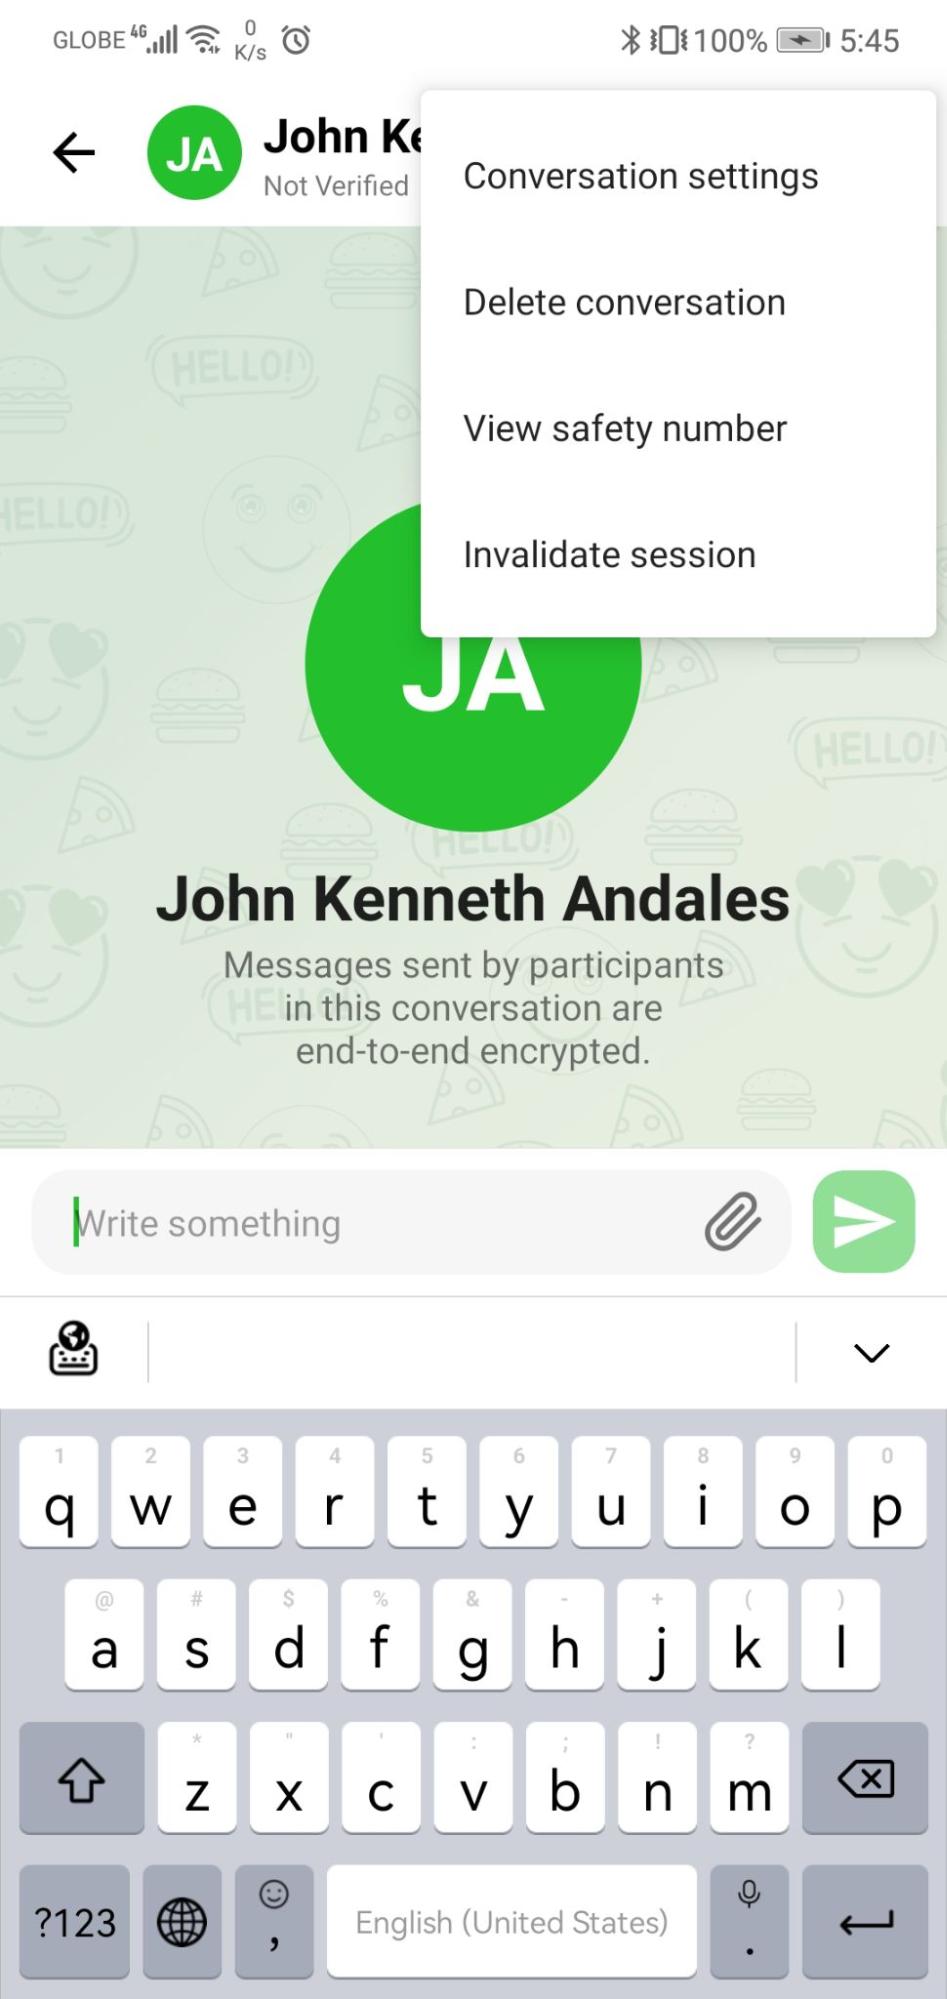 GLOBE 4G 0 K/s 100% 5:45
JA John Ke
Not Verified
Conversation settings
Delete conversation
View safety number
Invalidate session
HELLO!
HELLO!
JA
HELLO!
HELLO!
John Kenneth Andales
Messages sent by participants
in this conversation are
HELLO!
end-to-end encrypted.
Write something
1 2 3 4 5 6 7 8 9 0
q w e r t y u i o p
@ # $ % & - + ( )
a s d f g h j k l
* " ' : ; ! ?
z x c v b n m
?123 , English (United States) .